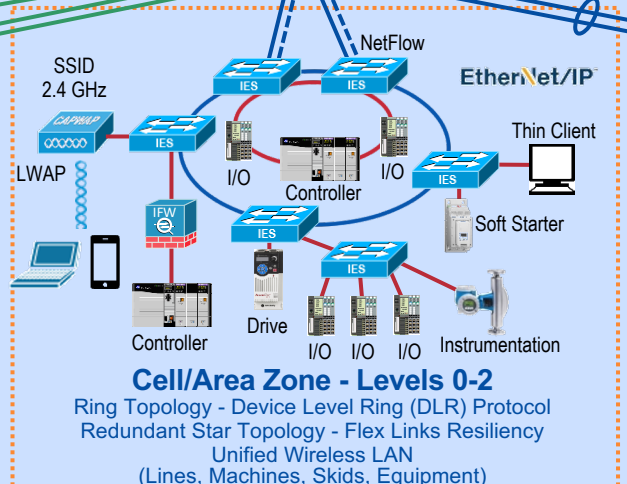 NetFlow
SSID
2.4 GHz
IES
IES
EtherNet/IP
CAPWAP
IES
Thin Client
LWAP
I/O
Controller
I/O
IES
IFW
IES
Soft Starter
IES
Drive
Controller
I/O
I/O
I/O
Instrumentation
Cell/Area Zone - Levels 0-2
Ring Topology - Device Level Ring (DLR) Protocol
Redundant Star Topology - Flex Links Resiliency
Unified Wireless LAN
(Lines, Machines, Skids, Equipment)